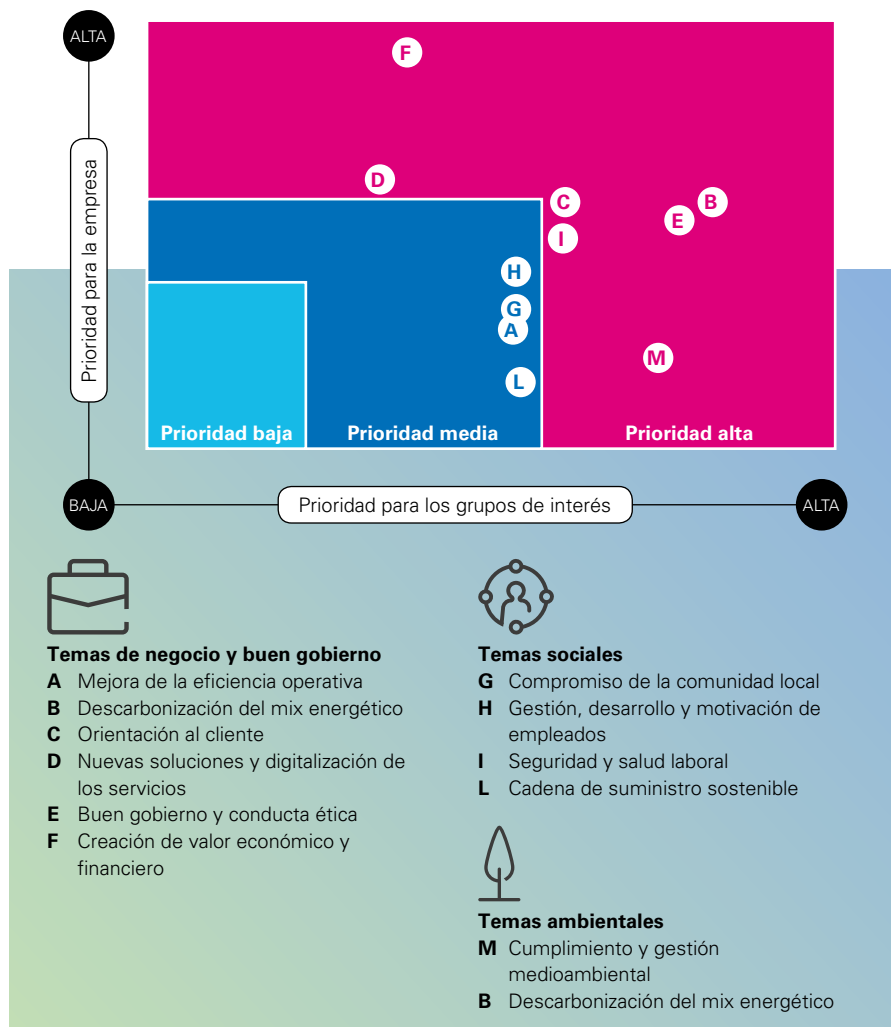 ALTA
F
D
C
B
E
I
H
G
A
M
L
Prioridad para la empresa
Prioridad baja
Prioridad media
Prioridad alta
BAJA
Prioridad para los grupos de interés
ALTA
Temas de negocio y buen gobierno
A Mejora de la eficiencia operativa
B Descarbonización del mix energético
C Orientación al cliente
D Nuevas soluciones y digitalización de
los servicios
E Buen gobierno y conducta ética
F Creación de valor económico y
financiero
Temas sociales
G Compromiso de la comunidad local
H Gestión, desarrollo y motivación de
empleados
I Seguridad y salud laboral
L Cadena de suministro sostenible
Temas ambientales
M Cumplimiento y gestión
medioambiental
B Descarbonización del mix energético